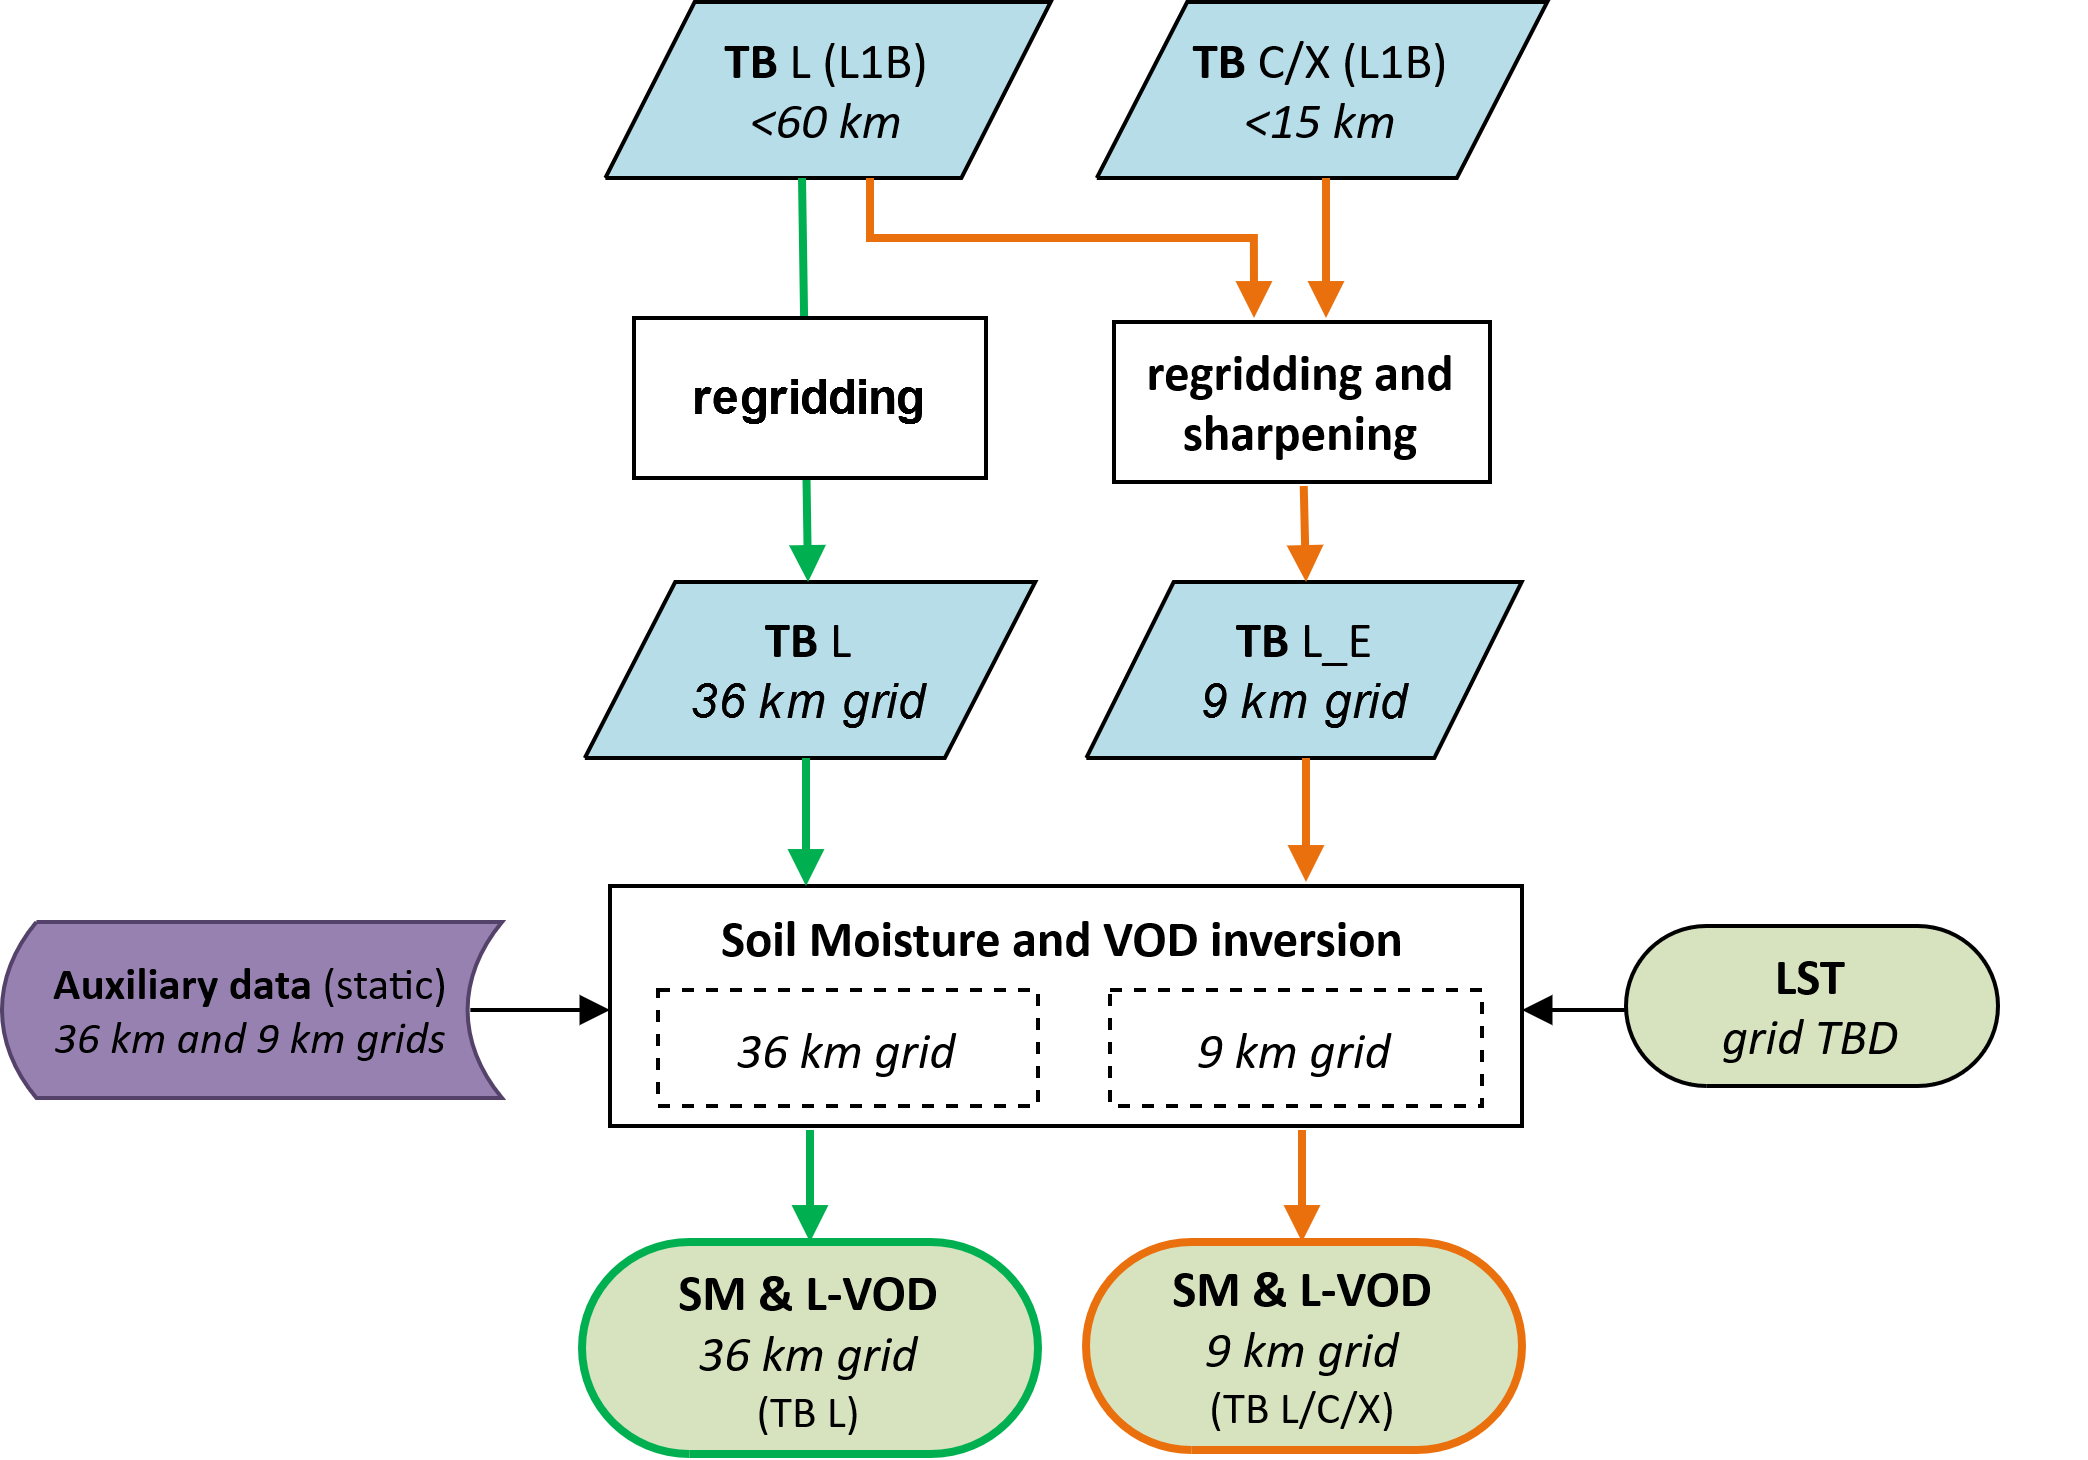 TB L (L1B)
<60 km
TB C/X (L1B)
<15 km
regridding
regridding and
sharpening
TB L
36 km grid
TB L_E
9 km grid
Auxiliary data (static)
36 km and 9 km grids
Soil Moisture and VOD inversion
36 km grid
9 km grid
LST
grid TBD
SM & L-VOD
36 km grid
(TB L)
SM & L-VOD
9 km grid
(TB L/C/X)